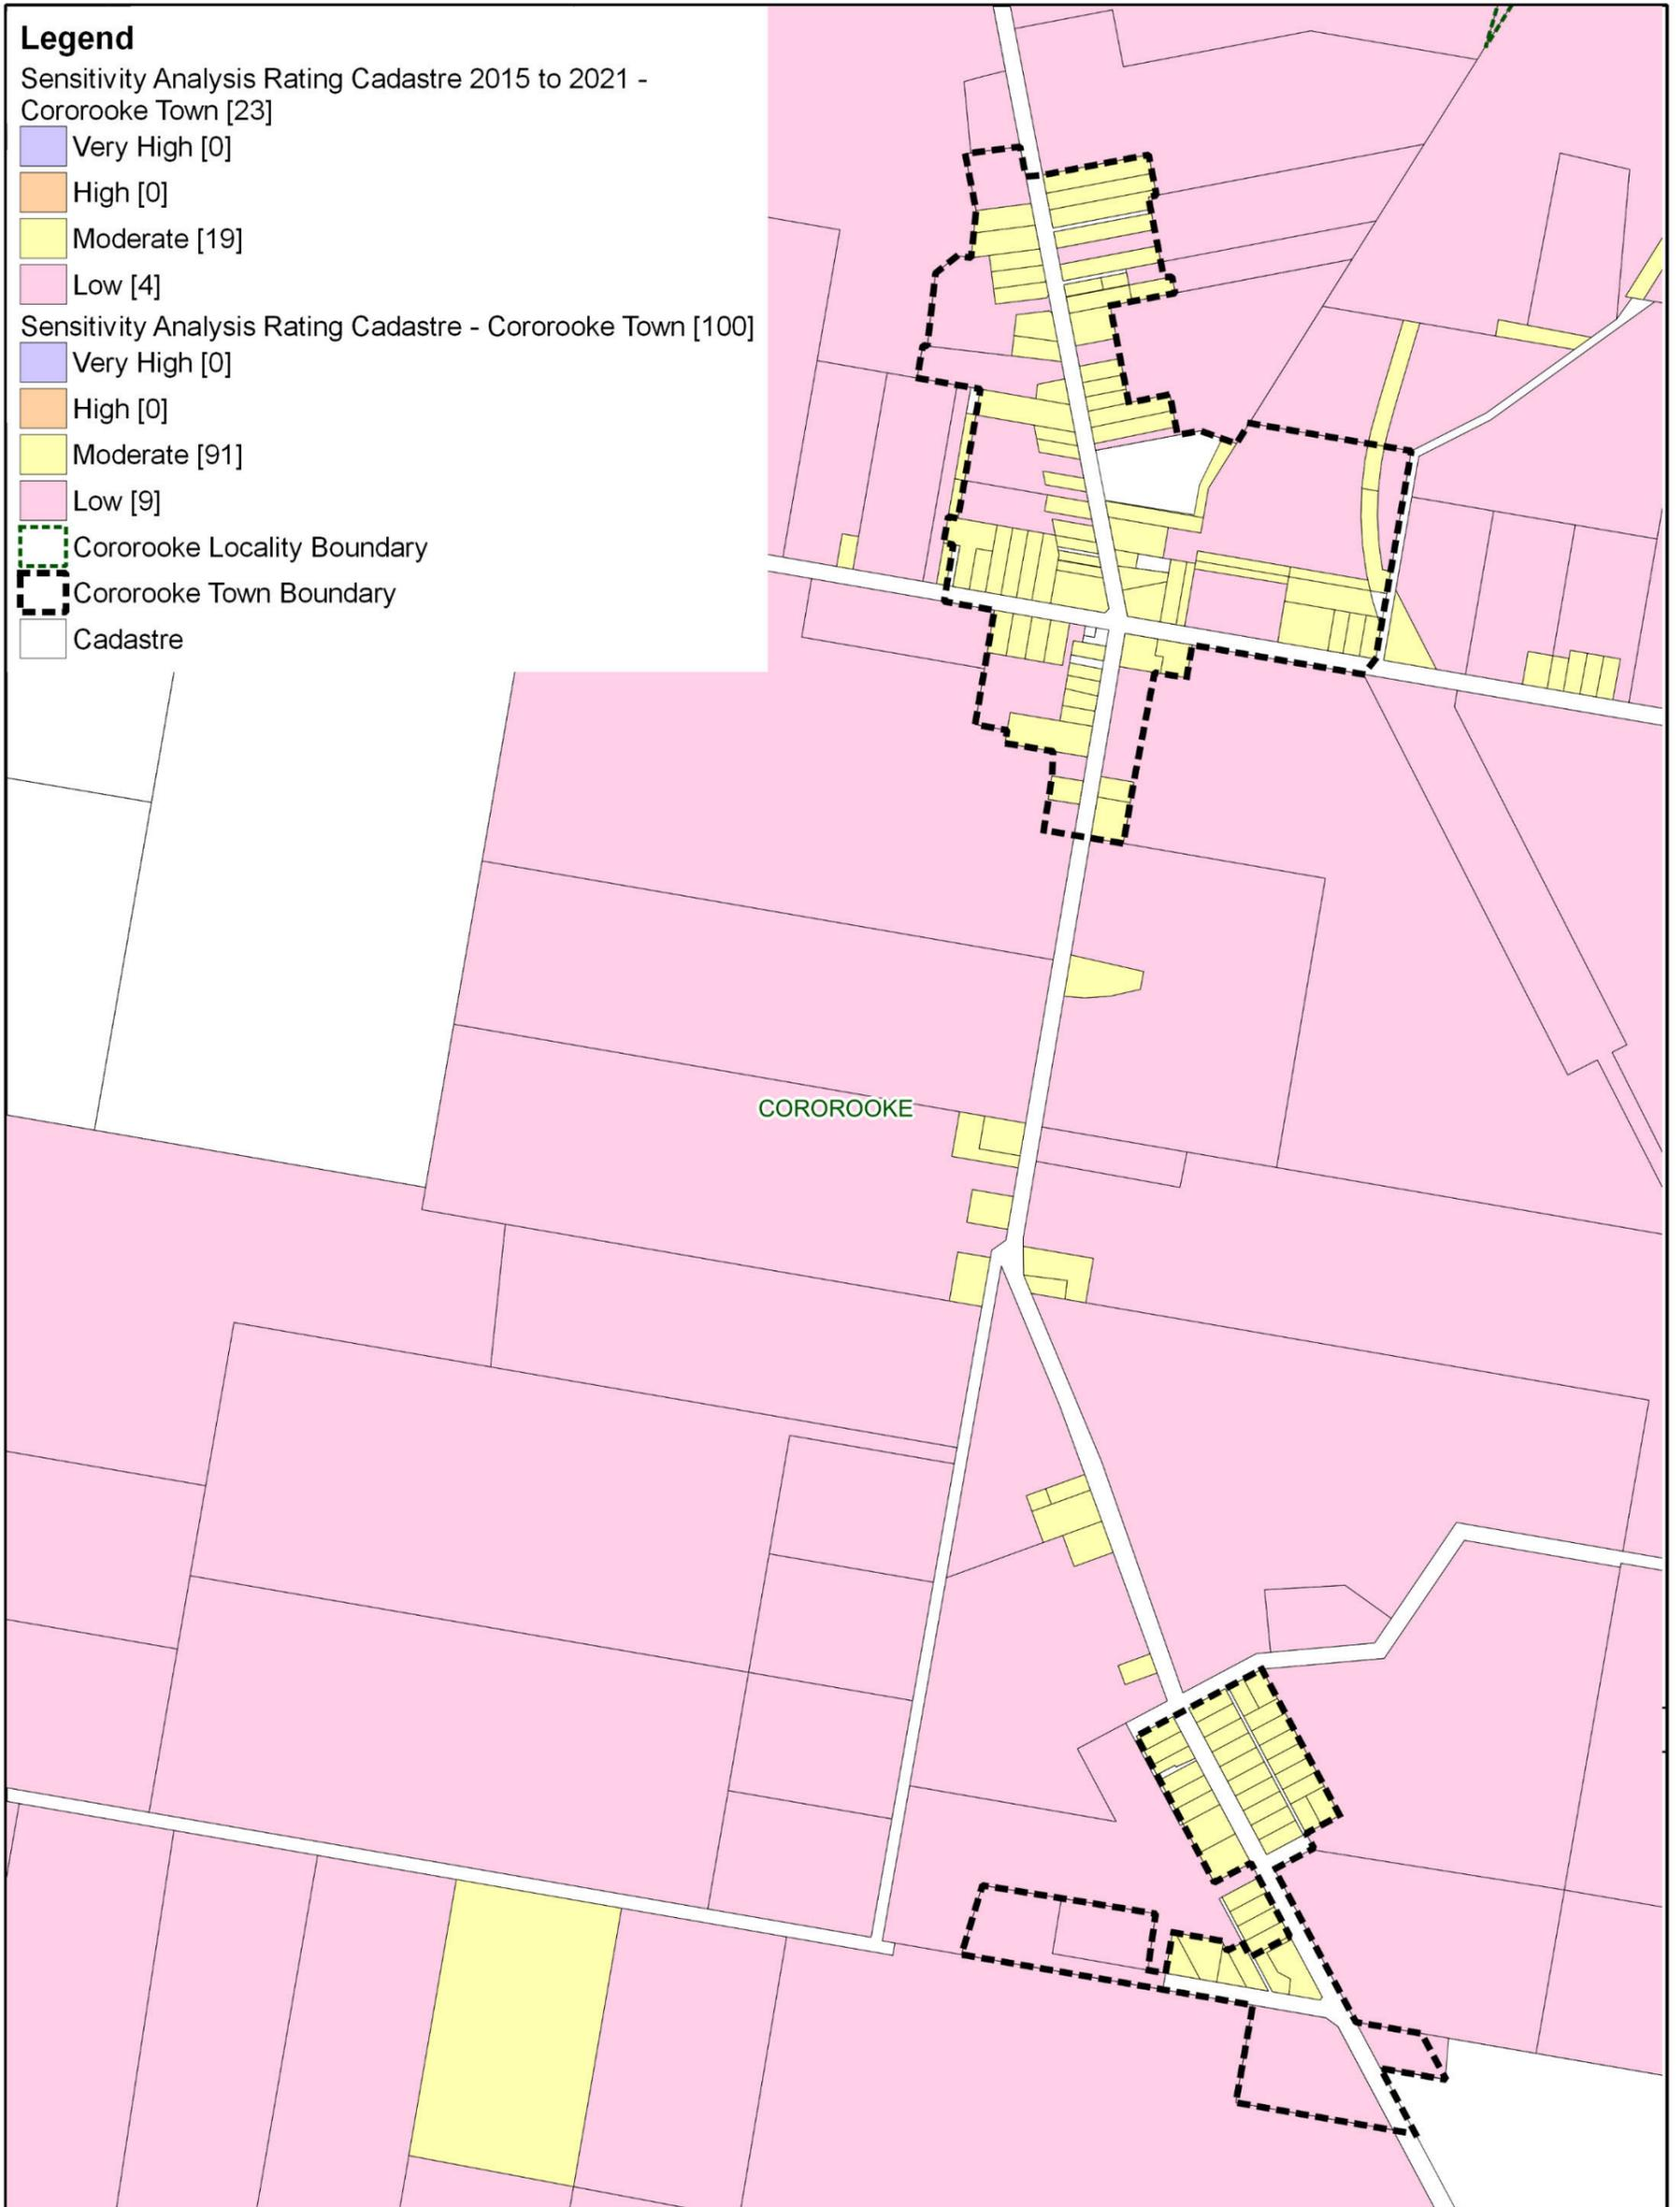 Legend
Sensitivity Analysis Rating Cadastre 2015 to 2021 -
Cororooke Town [23]
Very High [0]
High [0]
Moderate [19]
Low [4]
Sensitivity Analysis Rating Cadastre - Cororooke Town [100]
Very High [0]
High [0]
Moderate [91]
Low [9]
Cororooke Locality Boundary
Cororooke Town Boundary
Cadastre
COROROOKE